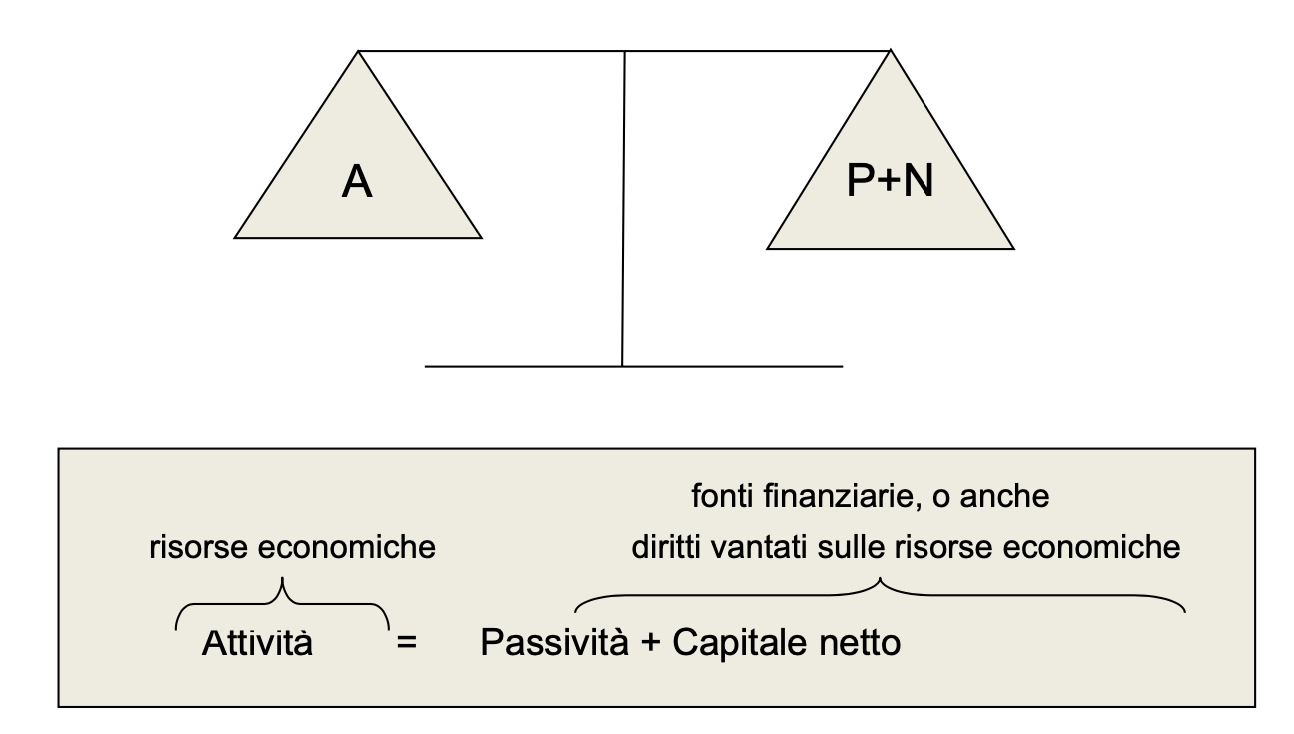 A
P+N
fonti finanziarie, o anche
risorse economiche
diritti vantati sulle risorse economiche
Attività = Passività + Capitale netto